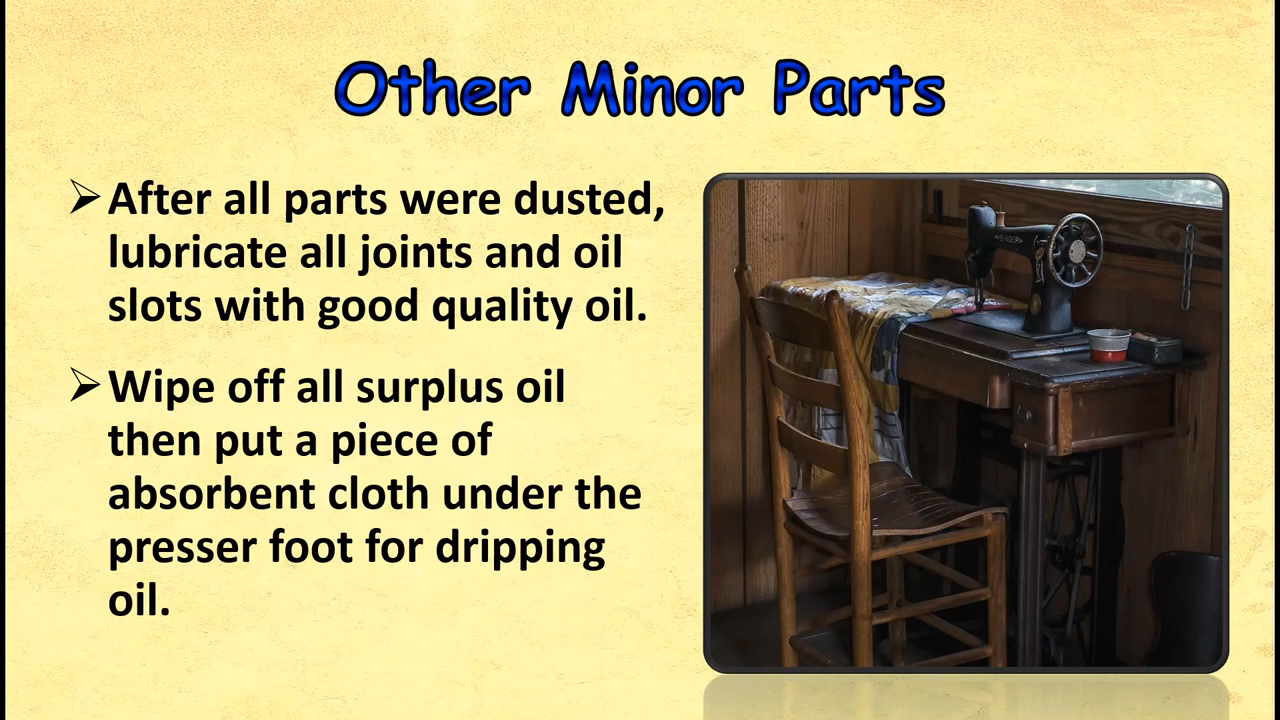 Other Minor Parts
➢After all parts were dusted,
lubricate all joints and oil
slots with good quality oil.
➢Wipe off all surplus oil
then put a piece of
absorbent cloth under the
presser foot for dripping
oil.
SINGER